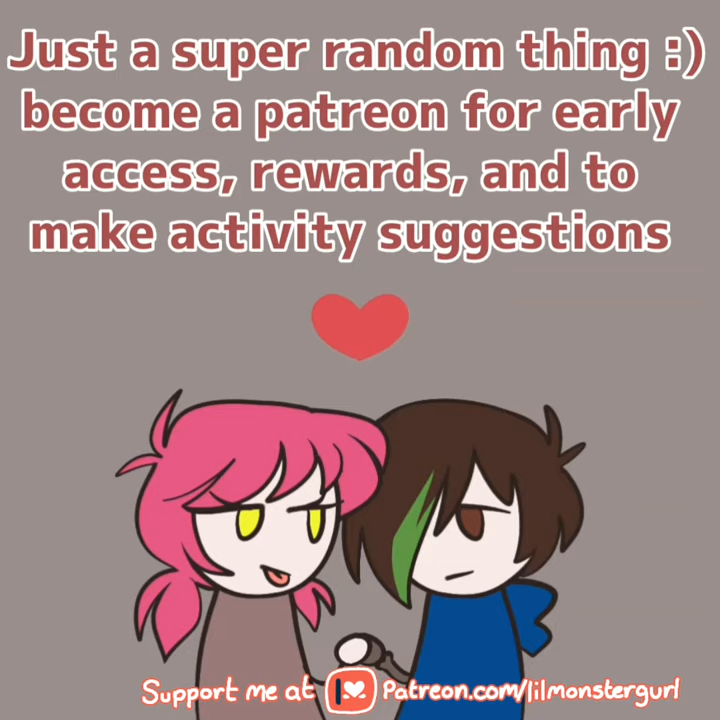 Just a super random thing :)
become a patreon for early
access, rewards, and to
make activity suggestions
Support me at Patreon.com/lilmonstergurl